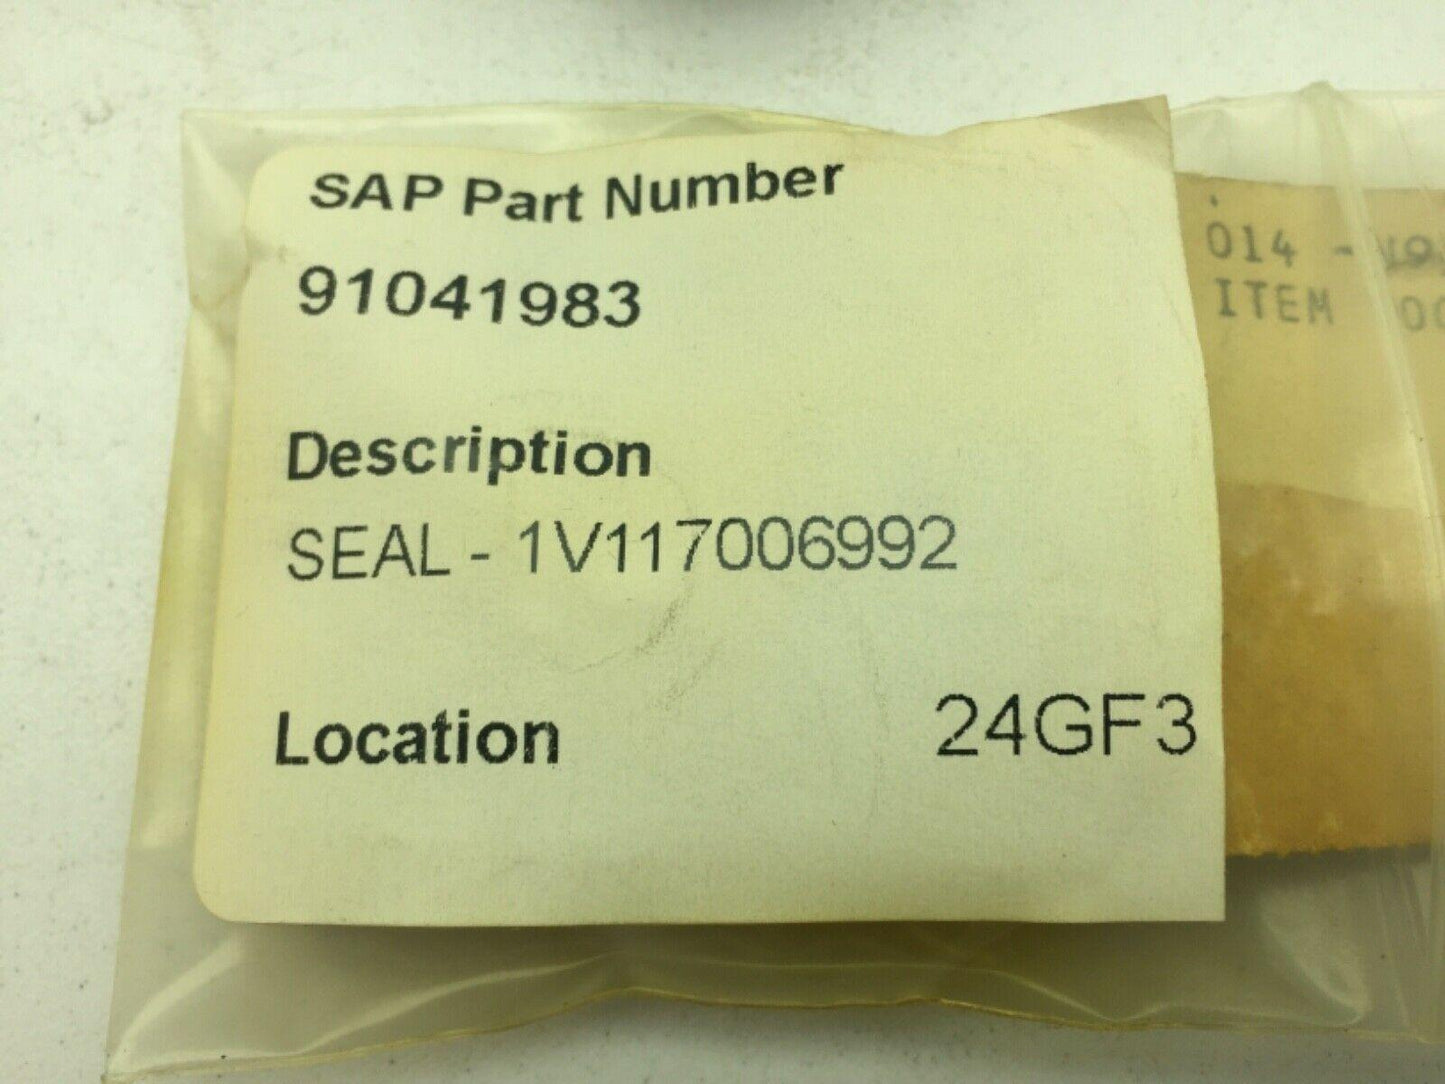 SAP Part Number
91041983
Description
SEAL - 1V117006992
Location 24GF3
014 -
ITEM